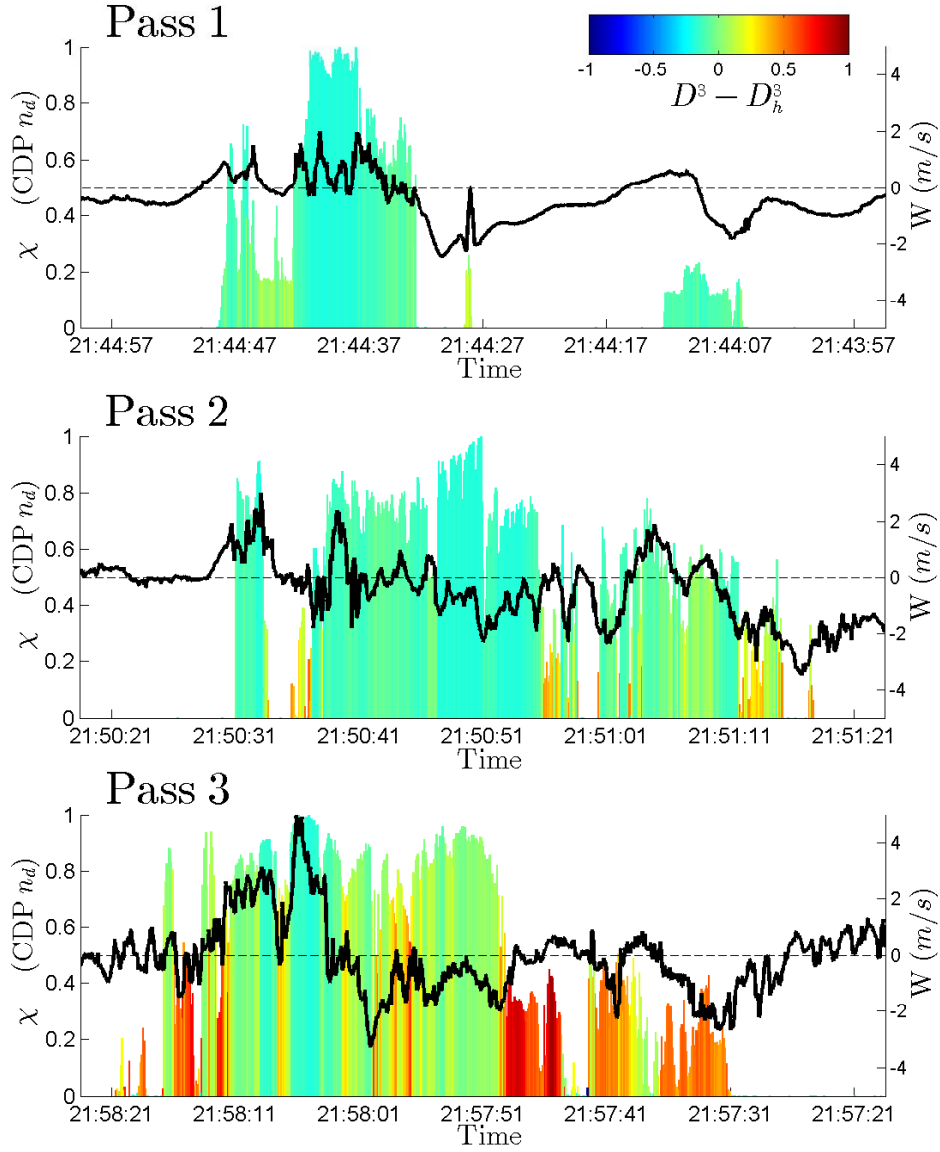 Pass 1
-1 -0.5 0 0.5 1
D³ − D³ₕ
1 0.8 0.6 0.4 0.2 0
χ (CDP n_d)
4 2 0 -2 -4
W (m/s)
21:44:57 21:44:47 21:44:37 21:44:27 21:44:17 21:44:07 21:43:57
Time
Pass 2
1 0.8 0.6 0.4 0.2 0
χ (CDP n_d)
4 2 0 -2 -4
W (m/s)
21:50:21 21:50:31 21:50:41 21:50:51 21:51:01 21:51:11 21:51:21
Time
Pass 3
1 0.8 0.6 0.4 0.2 0
χ (CDP n_d)
4 2 0 -2 -4
W (m/s)
21:58:21 21:58:11 21:58:01 21:57:51 21:57:41 21:57:31 21:57:21
Time